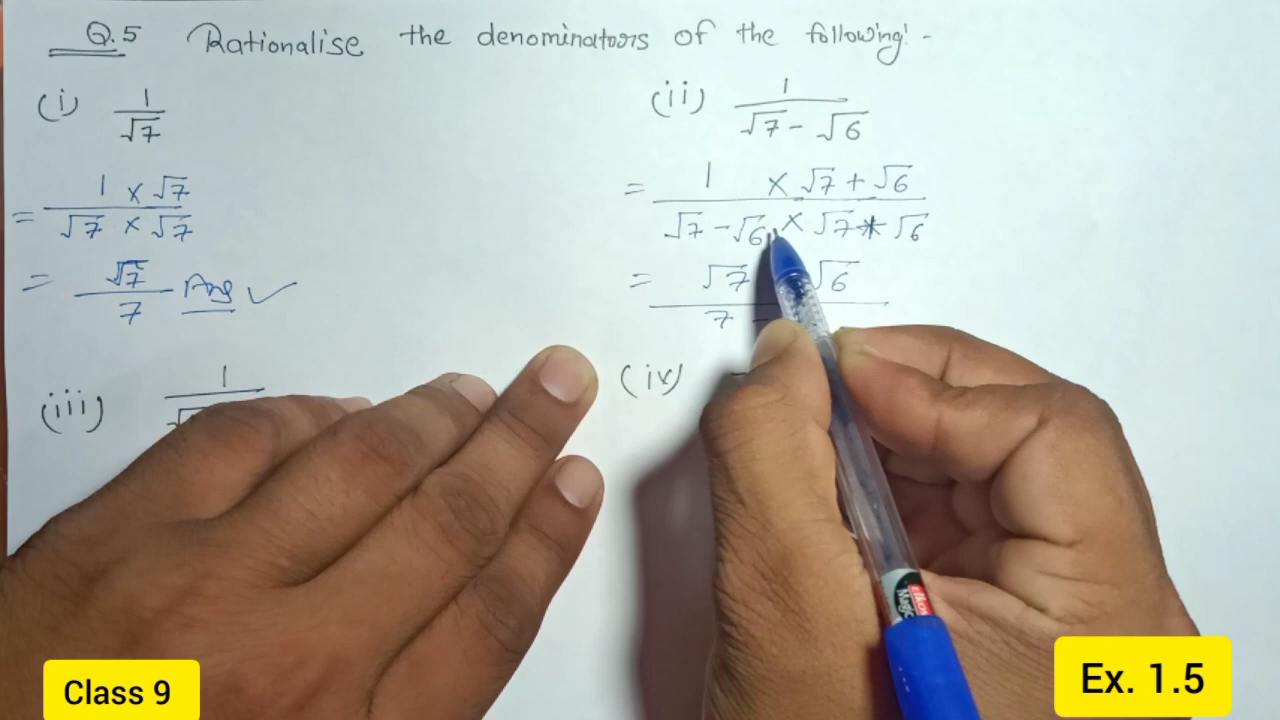 Q.5 Rationalise the denominators of the following:-
(i) 1/√7
= 1 × √7 / √7 × √7
= √7 / 7 Ans ✓
(ii) 1 / √7 - √6
= 1 × √7 + √6 / √7 - √6 × √7 + √6
= √7 √6 / 7 -
(iii) 1 / √
(iv)
Elkos
Class 9
Ex. 1.5